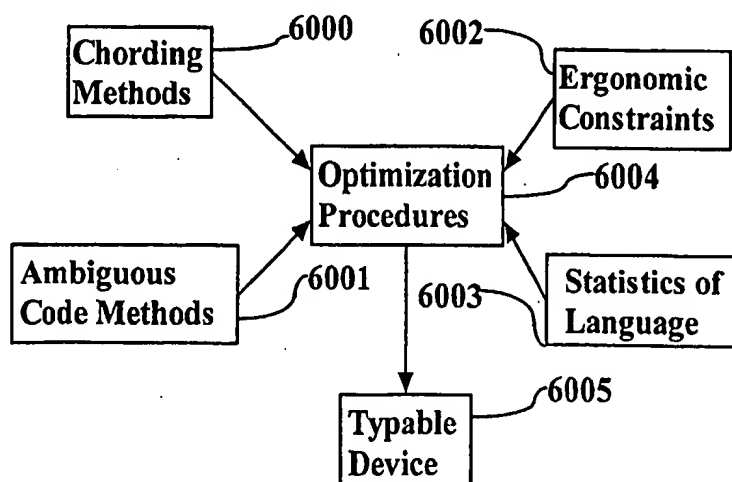 6000
Chording
Methods
6002
Ergonomic
Constraints
Optimization
Procedures
6004
Ambiguous
Code Methods
6001
6003
Statistics of
Language
6005
Typable
Device